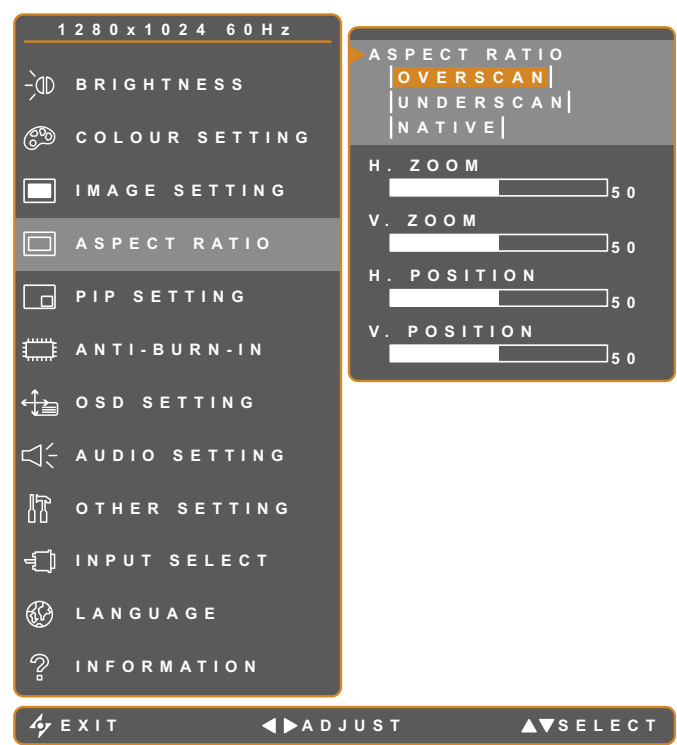 1280x1024 60Hz
BRIGHTNESS
COLOUR SETTING
IMAGE SETTING
ASPECT RATIO
PIP SETTING
ANTI-BURN-IN
OSD SETTING
AUDIO SETTING
OTHER SETTING
INPUT SELECT
LANGUAGE
INFORMATION
ASPECT RATIO
OVERSCAN
UNDERSCAN
NATIVE
H. ZOOM
50
V. ZOOM
50
H. POSITION
50
V. POSITION
50
EXIT ADJUST SELECT